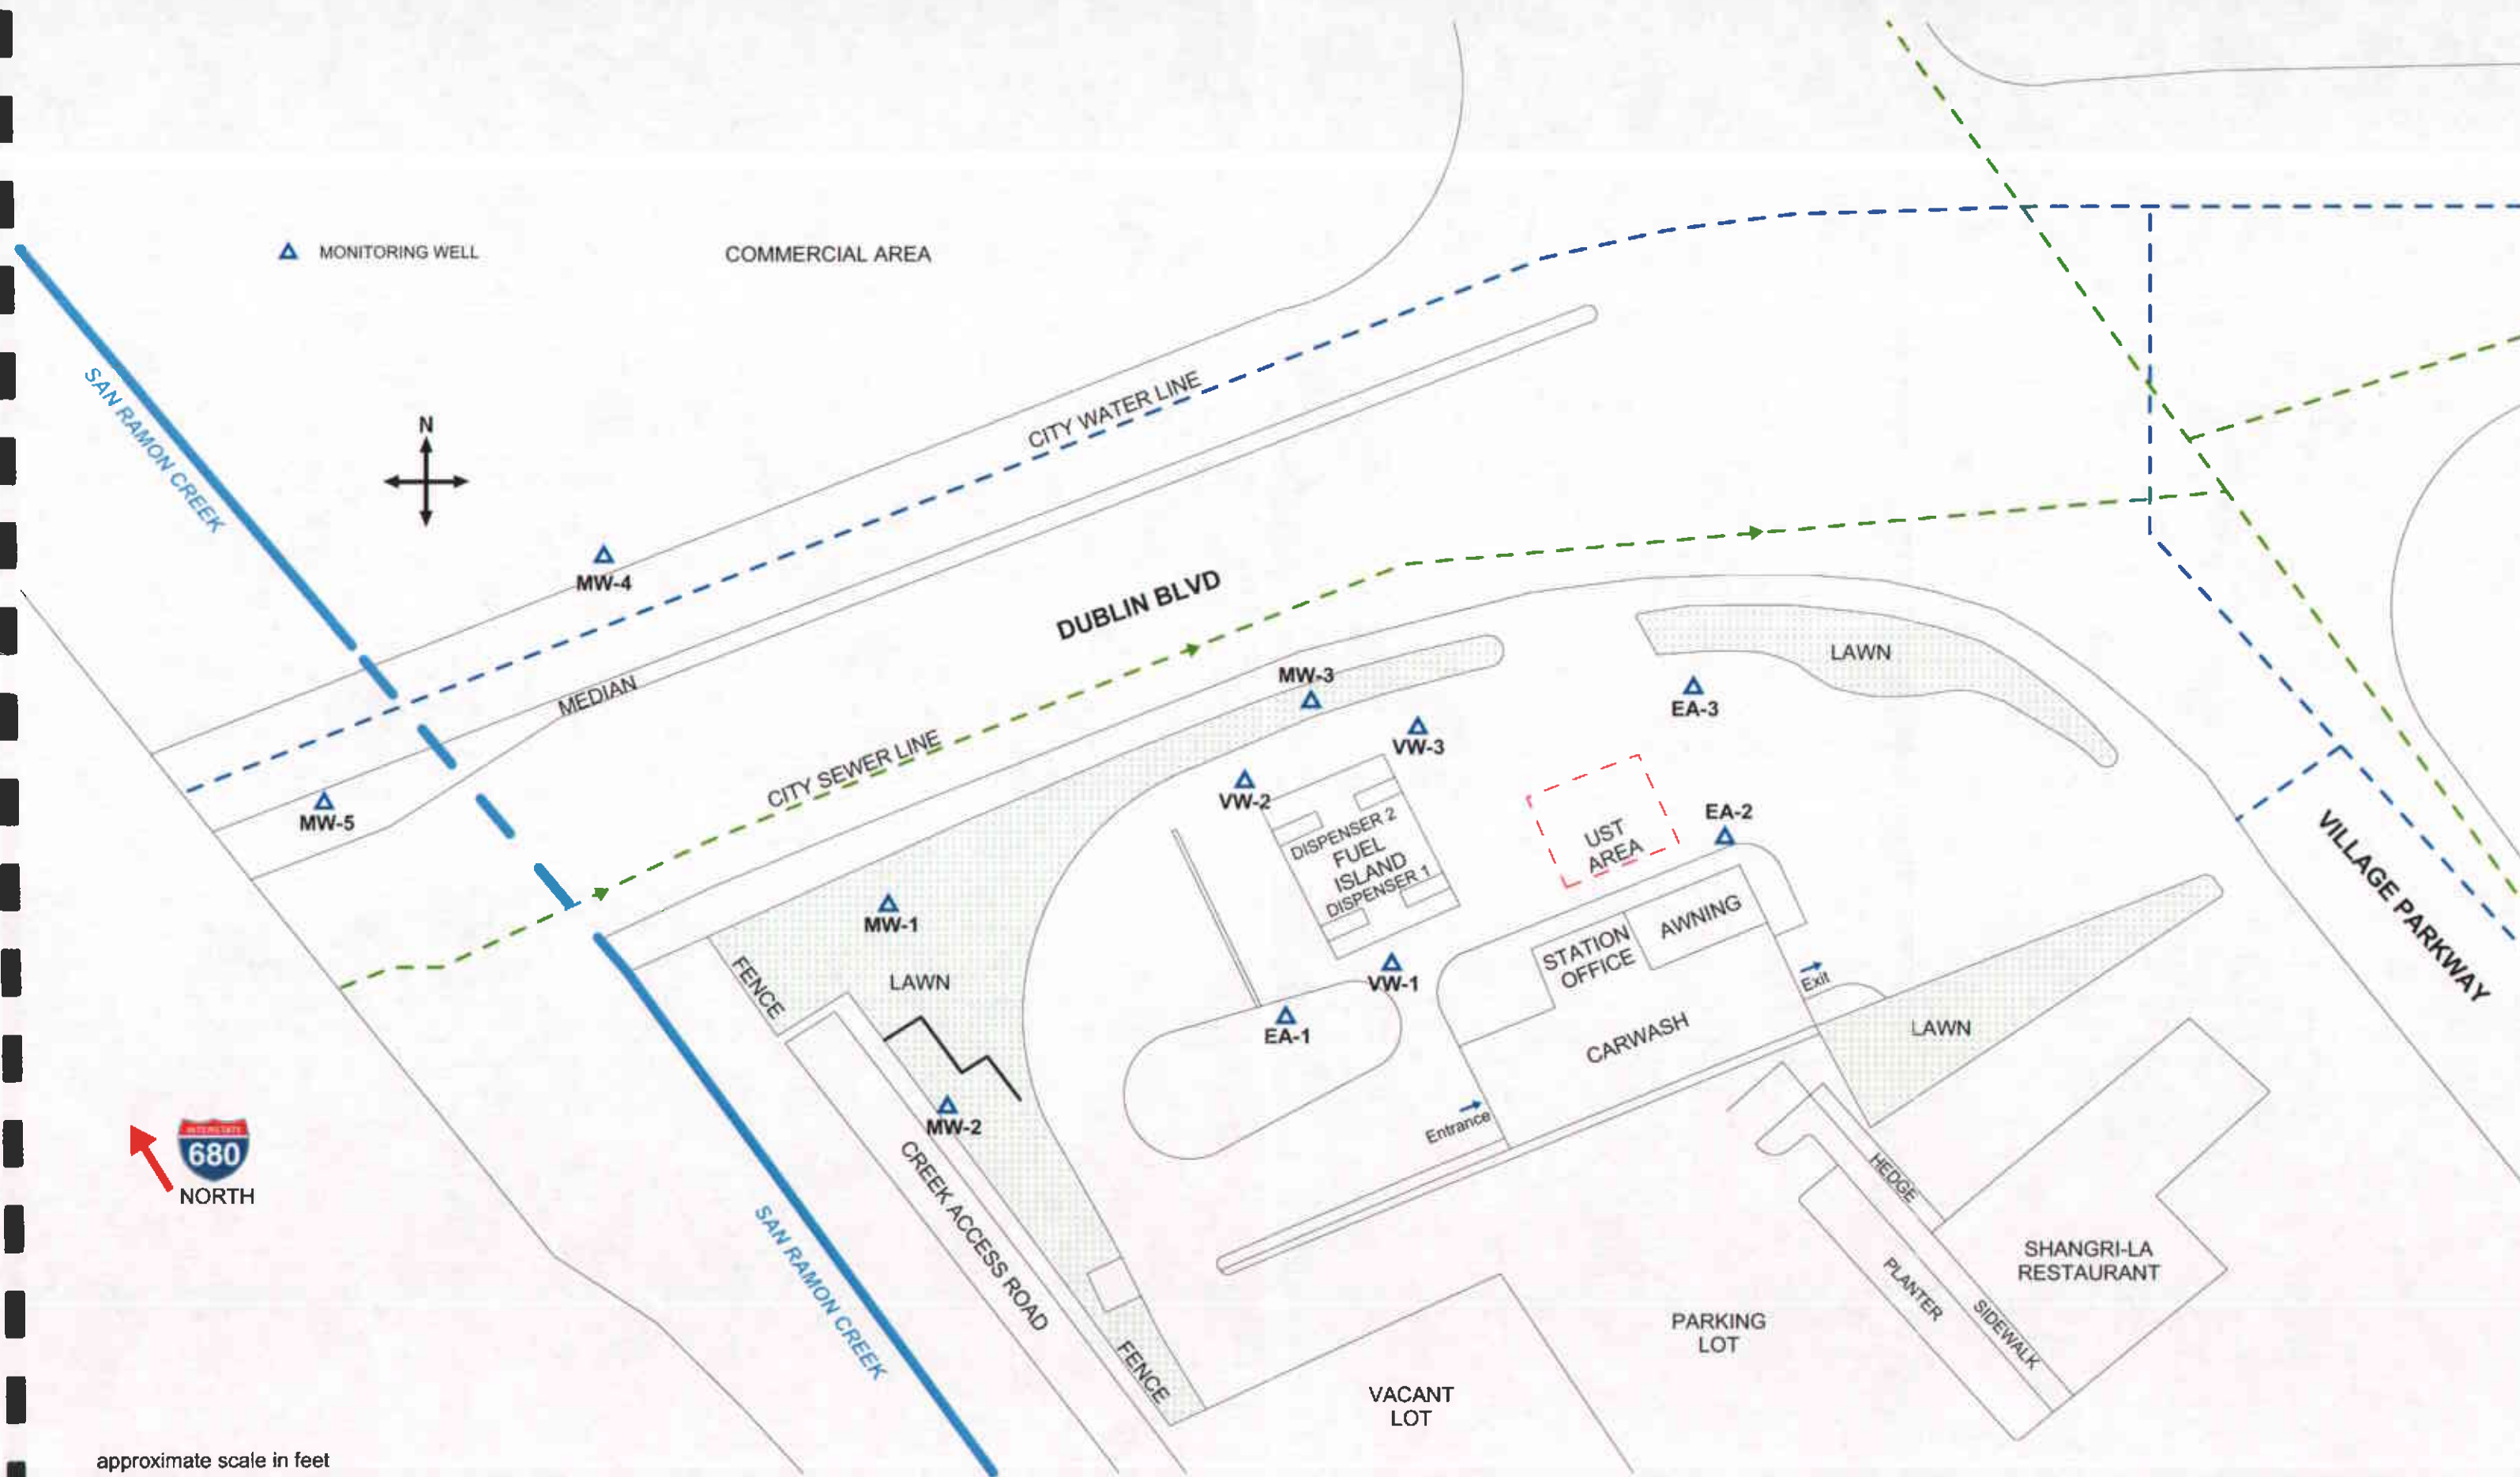 MONITORING WELL
COMMERCIAL AREA
SAN RAMON CREEK
N
CITY WATER LINE
MW-4
DUBLIN BLVD
MEDIAN
MW-5
CITY SEWER LINE
MW-3
VW-3
VW-2
EA-3
LAWN
DISPENSER 2
FUEL
ISLAND
DISPENSER 1
UST
AREA
EA-2
VILLAGE PARKWAY
MW-1
LAWN
FENCE
STATION
OFFICE
AWNING
VW-1
EA-1
Exit
CARWASH
LAWN
Entrance
MW-2
INTERSTATE
680
NORTH
CREEK ACCESS ROAD
SAN RAMON CREEK
FENCE
HEDGE
PLANTER
SIDEWALK
SHANGRI-LA
RESTAURANT
PARKING
LOT
VACANT
LOT
approximate scale in feet